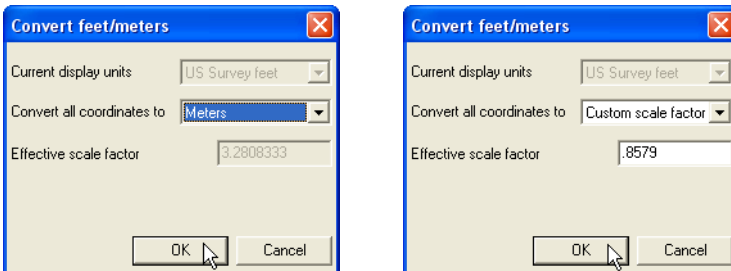 Convert feet/meters
Current display units US Survey feet
Convert all coordinates to Meters
Effective scale factor 3.2808333
OK Cancel
Convert feet/meters
Current display units US Survey feet
Convert all coordinates to Custom scale factor
Effective scale factor .8579
OK Cancel